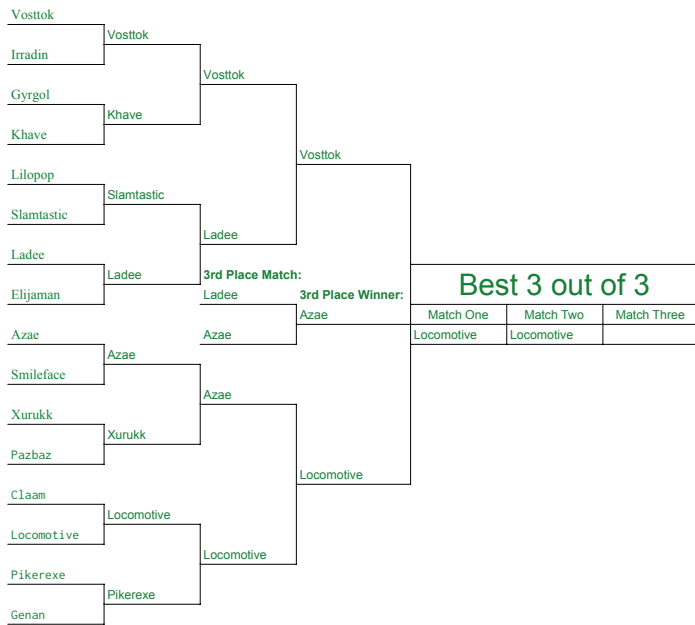 Vosttok
Vosttok
Irradin
Vosttok
Gyrgol
Khave
Khave
Vosttok
Lilopop
Slamtastic
Slamtastic
Ladee
Ladee
Ladee
3rd Place Match:
Elijaman
Ladee
3rd Place Winner:
Best 3 out of 3
Azae
Match One
Match Two
Match Three
Azae
Azae
Locomotive
Locomotive
Azae
Smileface
Azae
Xurukk
Xurukk
Pazbaz
Locomotive
Claam
Locomotive
Locomotive
Locomotive
Pikerexe
Pikerexe
Genan